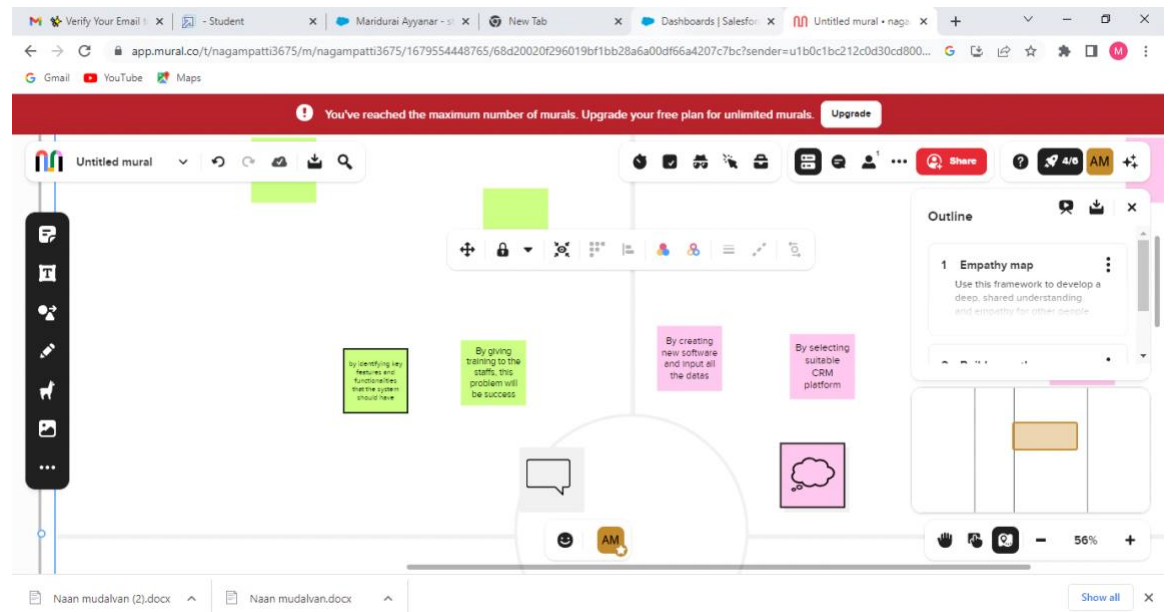 Verify Your Email
- Student
Maridurai Ayyanar - s
New Tab
Dashboards | Salesfor
Untitled mural • naga
app.mural.co/t/nagampatti3675/m/nagampatti3675/1679554448765/68d20020f296019bf1bb28a6a00df66a4207c7bc?sender=u1b0c1bc212c0d30cd800...
M
Gmail
YouTube
Maps
You've reached the maximum number of murals. Upgrade your free plan for unlimited murals.
Upgrade
Untitled mural
1
Share
4/6
AM
Outline
1 Empathy map
Use this framework to develop a
deep, shared understanding
and empathy for other people
by identifying key
features and
functionalities
that the system
should have
By giving
training to the
staffs, this
problem will
be success
By creating
new software
and input all
the datas
By selecting
suitable
CRM
platform
AM
56%
Naan mudalvan (2).docx
Naan mudalvan.docx
Show all